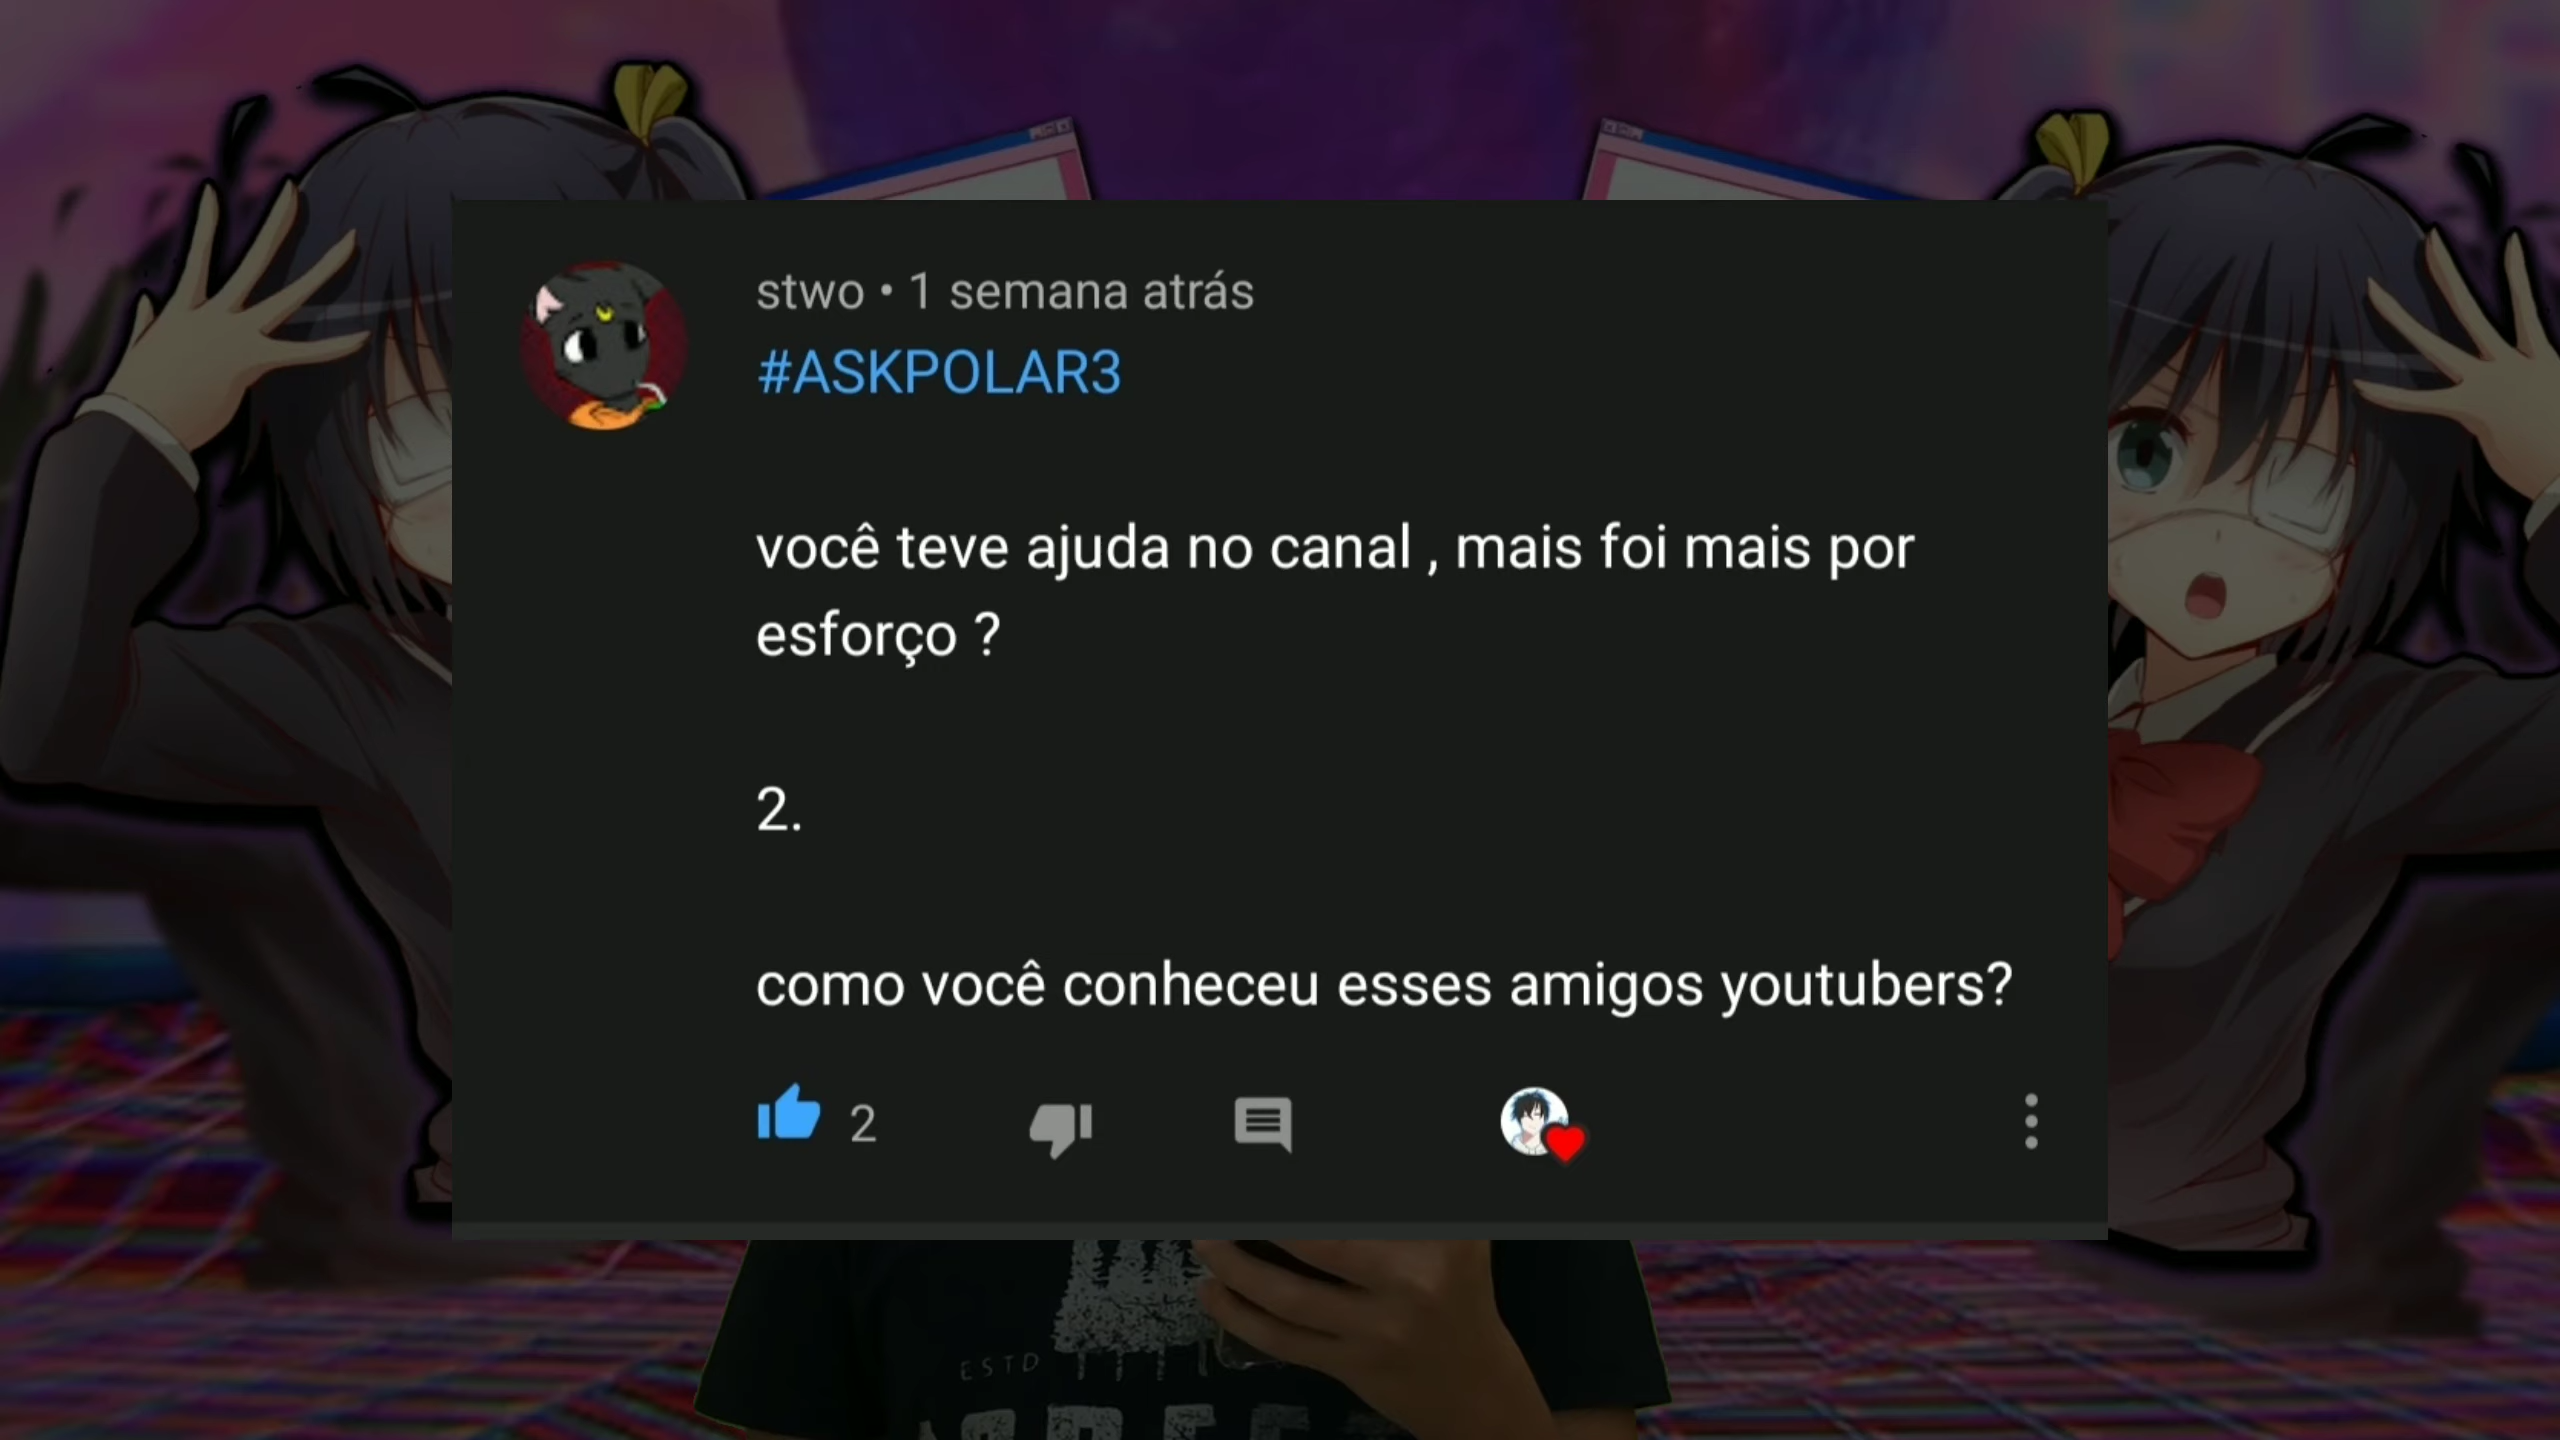 stwo • 1 semana atrás
#ASKPOLAR3
você teve ajuda no canal , mais foi mais por
esforço ?
2.
como você conheceu esses amigos youtubers?
2
ESTD